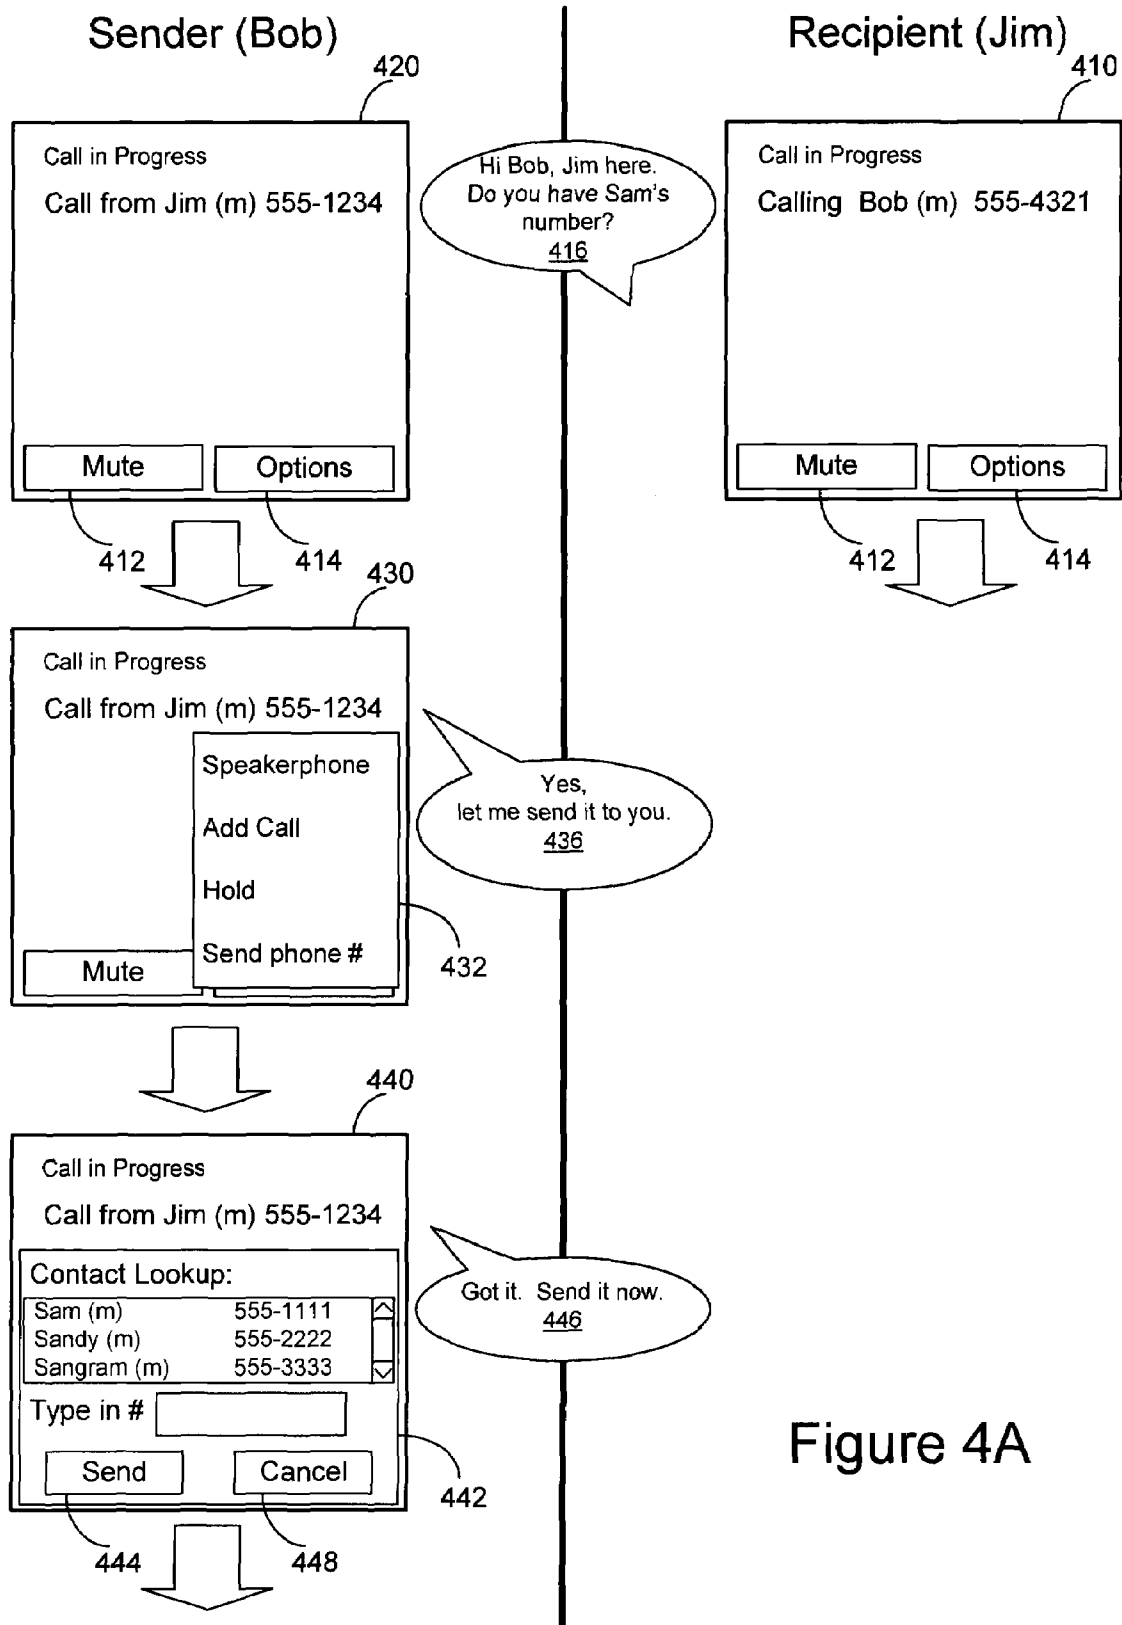 Sender (Bob)
Recipient (Jim)
420
410
Call in Progress
Call from Jim (m) 555-1234
Hi Bob, Jim here.
Do you have Sam's
number?
416
Call in Progress
Calling Bob (m) 555-4321
Mute
Options
Mute
Options
412
414
412
414
430
Call in Progress
Call from Jim (m) 555-1234
Speakerphone
Add Call
Hold
Send phone #
Mute
432
Yes,
let me send it to you.
436
440
Call in Progress
Call from Jim (m) 555-1234
Contact Lookup:
Sam (m) 555-1111
Sandy (m) 555-2222
Sangram (m) 555-3333
Type in #
Send
Cancel
442
444
448
Got it. Send it now.
446
Figure 4A